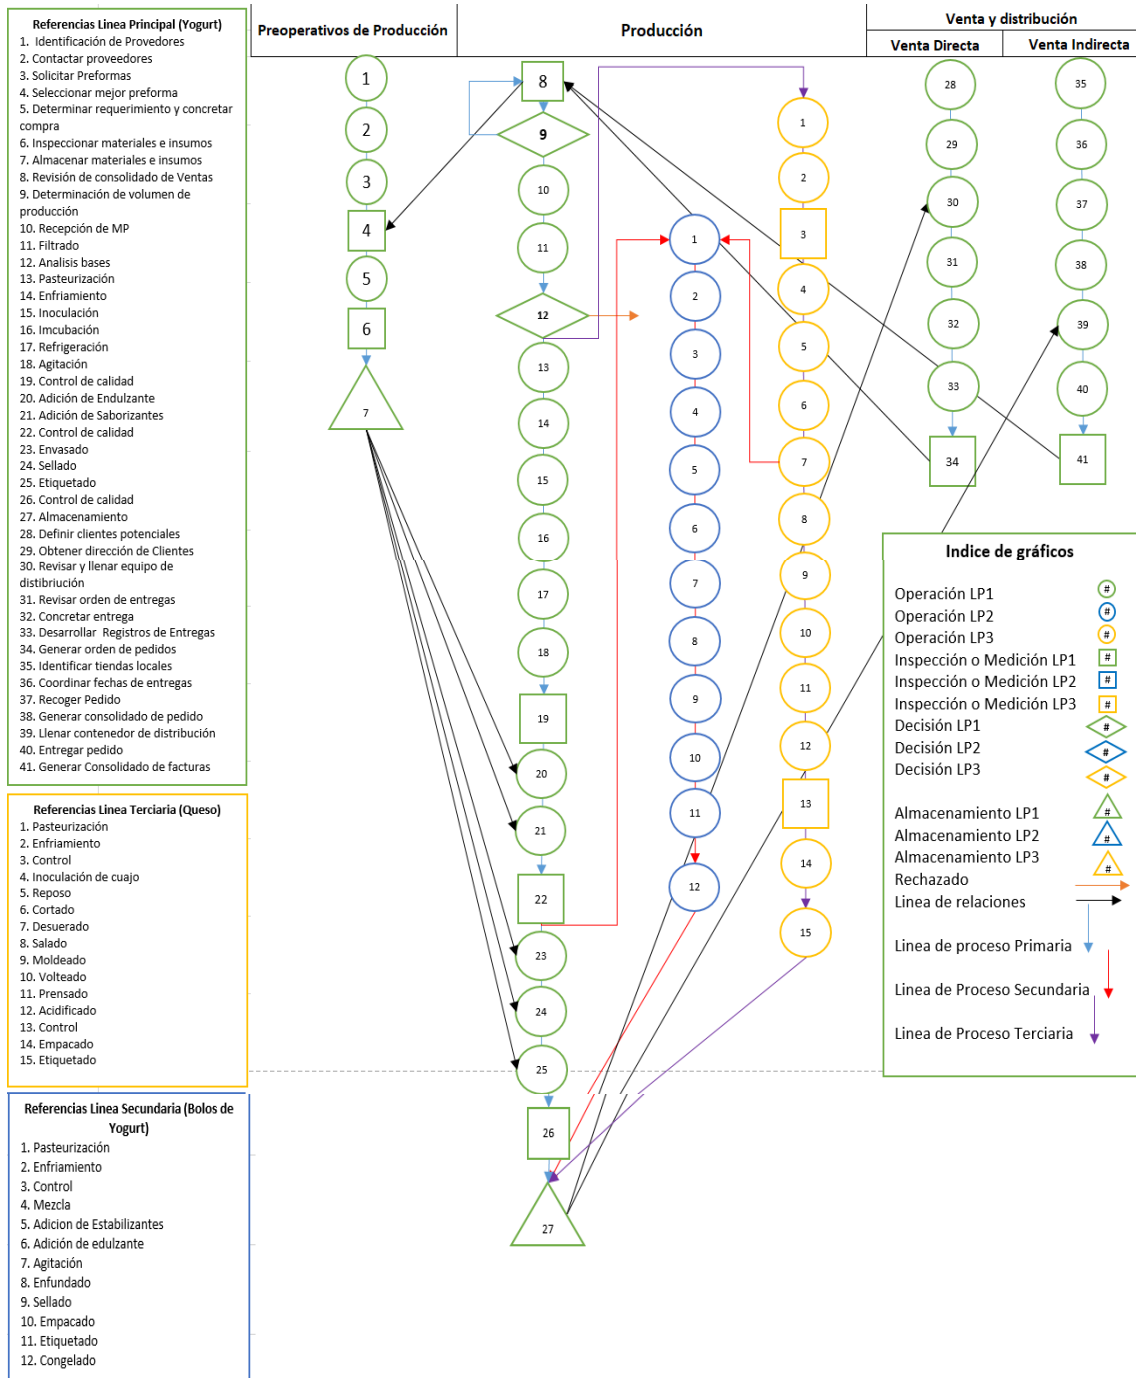 Referencias Linea Principal (Yogurt)
1. Identificación de Provedores
2. Contactar proveedores
3. Solicitar Preformas
4. Seleccionar mejor preforma
5. Determinar requerimiento y concretar
compra
6. Inspeccionar materiales e insumos
7. Almacenar materiales e insumos
8. Revisión de consolidado de Ventas
9. Determinación de volumen de
producción
10. Recepción de MP
11. Filtrado
12. Analisis bases
13. Pasteurización
14. Enfriamiento
15. Inoculación
16. Imcubación
17. Refrigeración
18. Agitación
19. Control de calidad
20. Adición de Endulzante
21. Adición de Saborizantes
22. Control de calidad
23. Envasado
24. Sellado
25. Etiquetado
26. Control de calidad
27. Almacenamiento
28. Definir clientes potenciales
29. Obtener dirección de Clientes
30. Revisar y llenar equipo de
distibriución
31. Revisar orden de entregas
32. Concretar entrega
33. Desarrollar Registros de Entregas
34. Generar orden de pedidos
35. Identificar tiendas locales
36. Coordinar fechas de entregas
37. Recoger Pedido
38. Generar consolidado de pedido
39. Llenar contenedor de distribución
40. Entregar pedido
41. Generar Consolidado de facturas
Referencias Linea Terciaria (Queso)
1. Pasteurización
2. Enfriamiento
3. Control
4. Inoculación de cuajo
5. Reposo
6. Cortado
7. Desuerado
8. Salado
9. Moldeado
10. Volteado
11. Prensado
12. Acidificado
13. Control
14. Empacado
15. Etiquetado
Referencias Linea Secundaria (Bolos de
Yogurt)
1. Pasteurización
2. Enfriamiento
3. Control
4. Mezcla
5. Adicion de Estabilizantes
6. Adición de edulzante
7. Agitación
8. Enfundado
9. Sellado
10. Empacado
11. Etiquetado
12. Congelado
Preoperativos de Producción
1
2
3
4
5
6
7
Producción
8
9
10
11
12
13
14
15
16
17
18
19
20
21
22
23
24
25
26
27
1
2
3
4
5
6
7
8
9
10
11
12
1
2
3
4
5
6
7
8
9
10
11
12
13
14
15
Venta y distribución
Venta Directa
Venta Indirecta
28
29
30
31
32
33
34
35
36
37
38
39
40
41
Indice de gráficos
Operación LP1 #
Operación LP2 #
Operación LP3 #
Inspección o Medición LP1 #
Inspección o Medición LP2 #
Inspección o Medición LP3 #
Decisión LP1 #
Decisión LP2 #
Decisión LP3 #
Almacenamiento LP1 #
Almacenamiento LP2 #
Almacenamiento LP3 #
Rechazado
Linea de relaciones
Linea de proceso Primaria
Linea de Proceso Secundaria
Linea de Proceso Terciaria